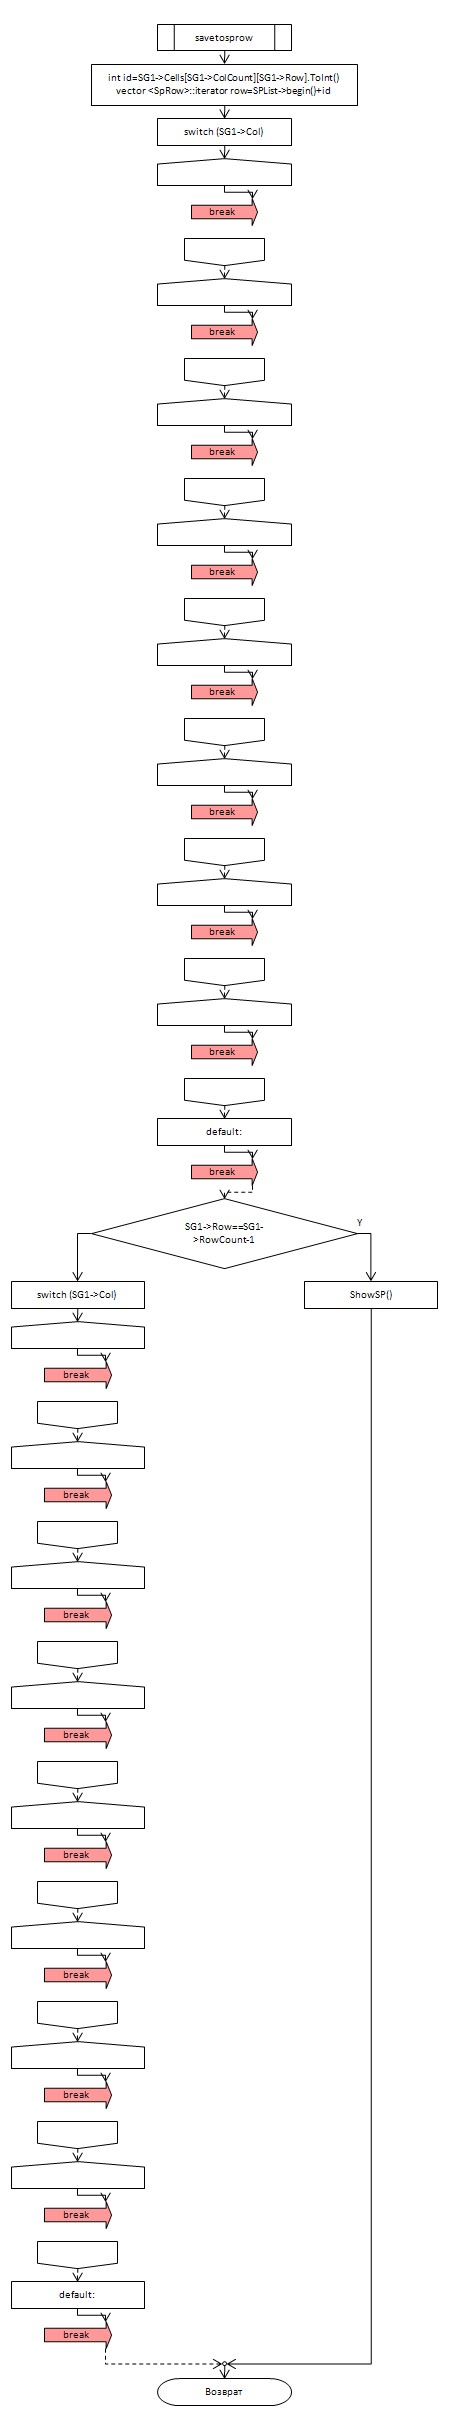 savetosprow
int id=SG1->Cells[SG1->ColCount][SG1->Row].ToInt()
vector <SpRow>::iterator row=SPList->begin()+id
switch (SG1->Col)
break
break
break
break
break
break
break
break
default:
break
SG1->Row==SG1-
>RowCount-1
Y
switch (SG1->Col)
ShowSP()
break
break
break
break
break
break
break
break
default:
break
Возврат